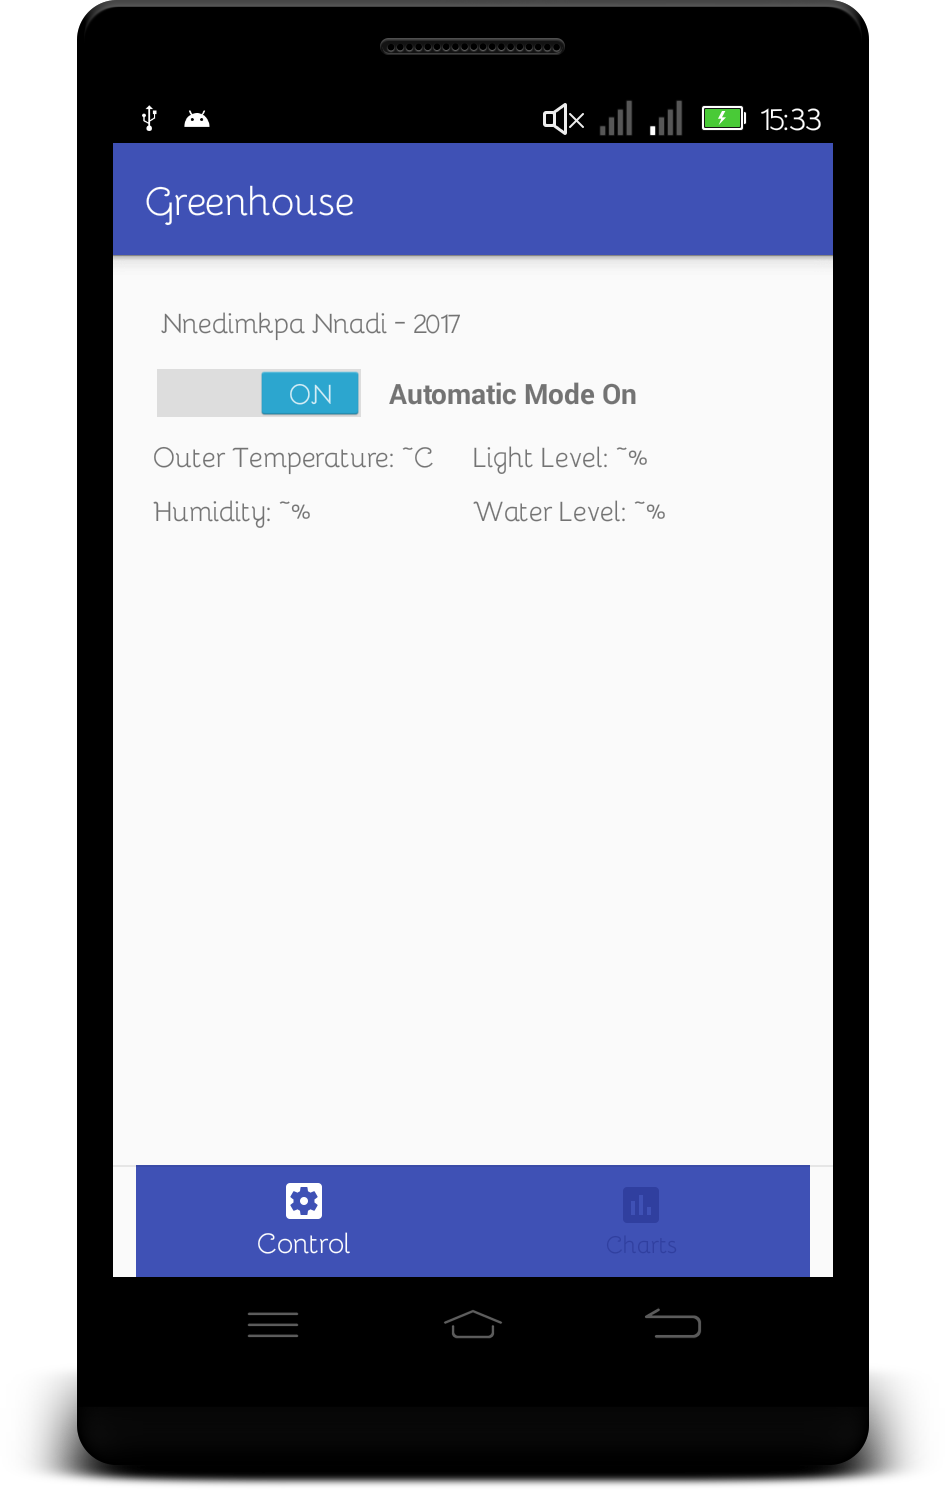 15:33
Greenhouse
Nnedimkpa Nnadi - 2017
ON Automatic Mode On
Outer Temperature: ~C Light Level: ~%
Humidity: ~% Water Level: ~%
Control Charts